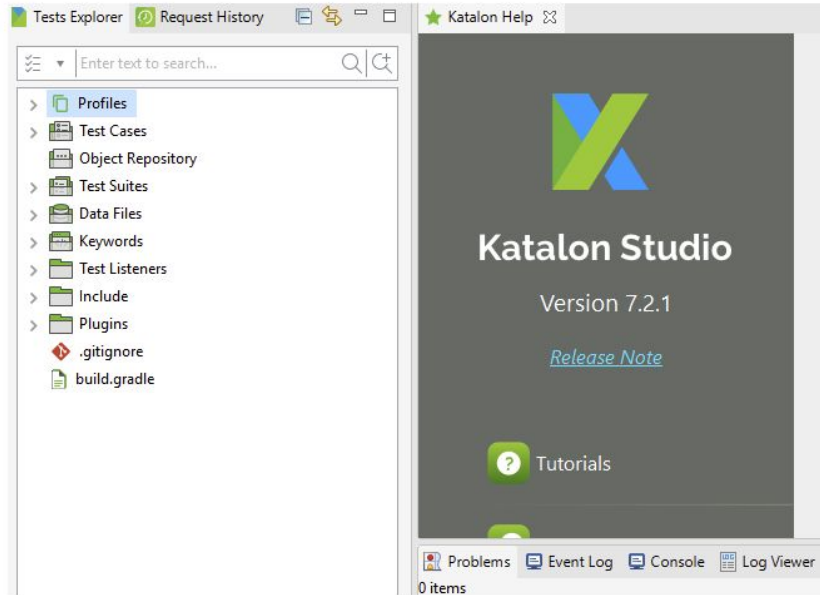 Tests Explorer
Request History
Enter text to search...
Profiles
Test Cases
Object Repository
Test Suites
Data Files
Keywords
Test Listeners
Include
Plugins
.gitignore
build.gradle
Katalon Help
Katalon Studio
Version 7.2.1
Release Note
Tutorials
Problems
Event Log
Console
Log Viewer
0 items